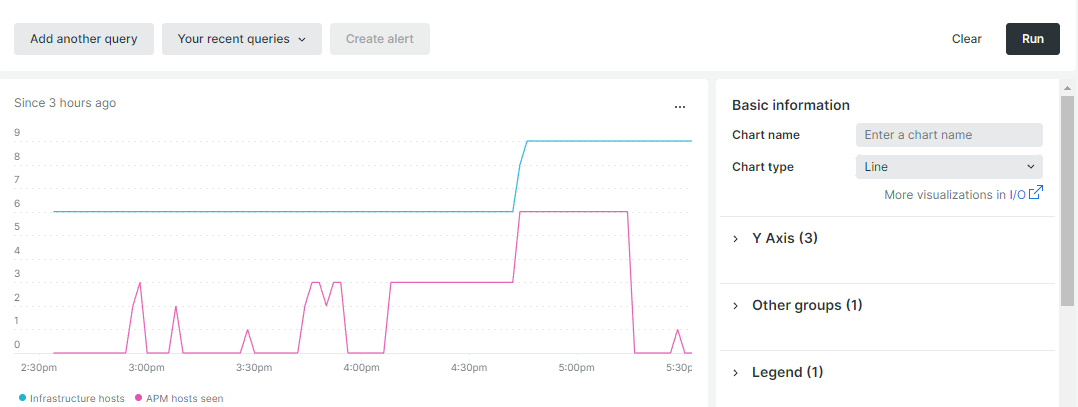 Add another query Your recent queries Create alert Clear Run
Since 3 hours ago ...
9
8
7
6
5
4
3
2
1
0
2:30pm 3:00pm 3:30pm 4:00pm 4:30pm 5:00pm 5:30p
Infrastructure hosts APM hosts seen
Basic information
Chart name Enter a chart name
Chart type Line
More visualizations in I/O
Y Axis (3)
Other groups (1)
Legend (1)